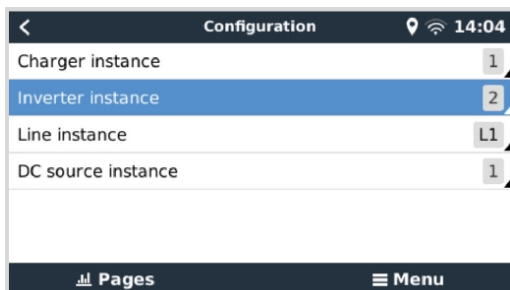 Configuration 14:04
Charger instance 1
Inverter instance 2
Line instance L1
DC source instance 1
Pages Menu